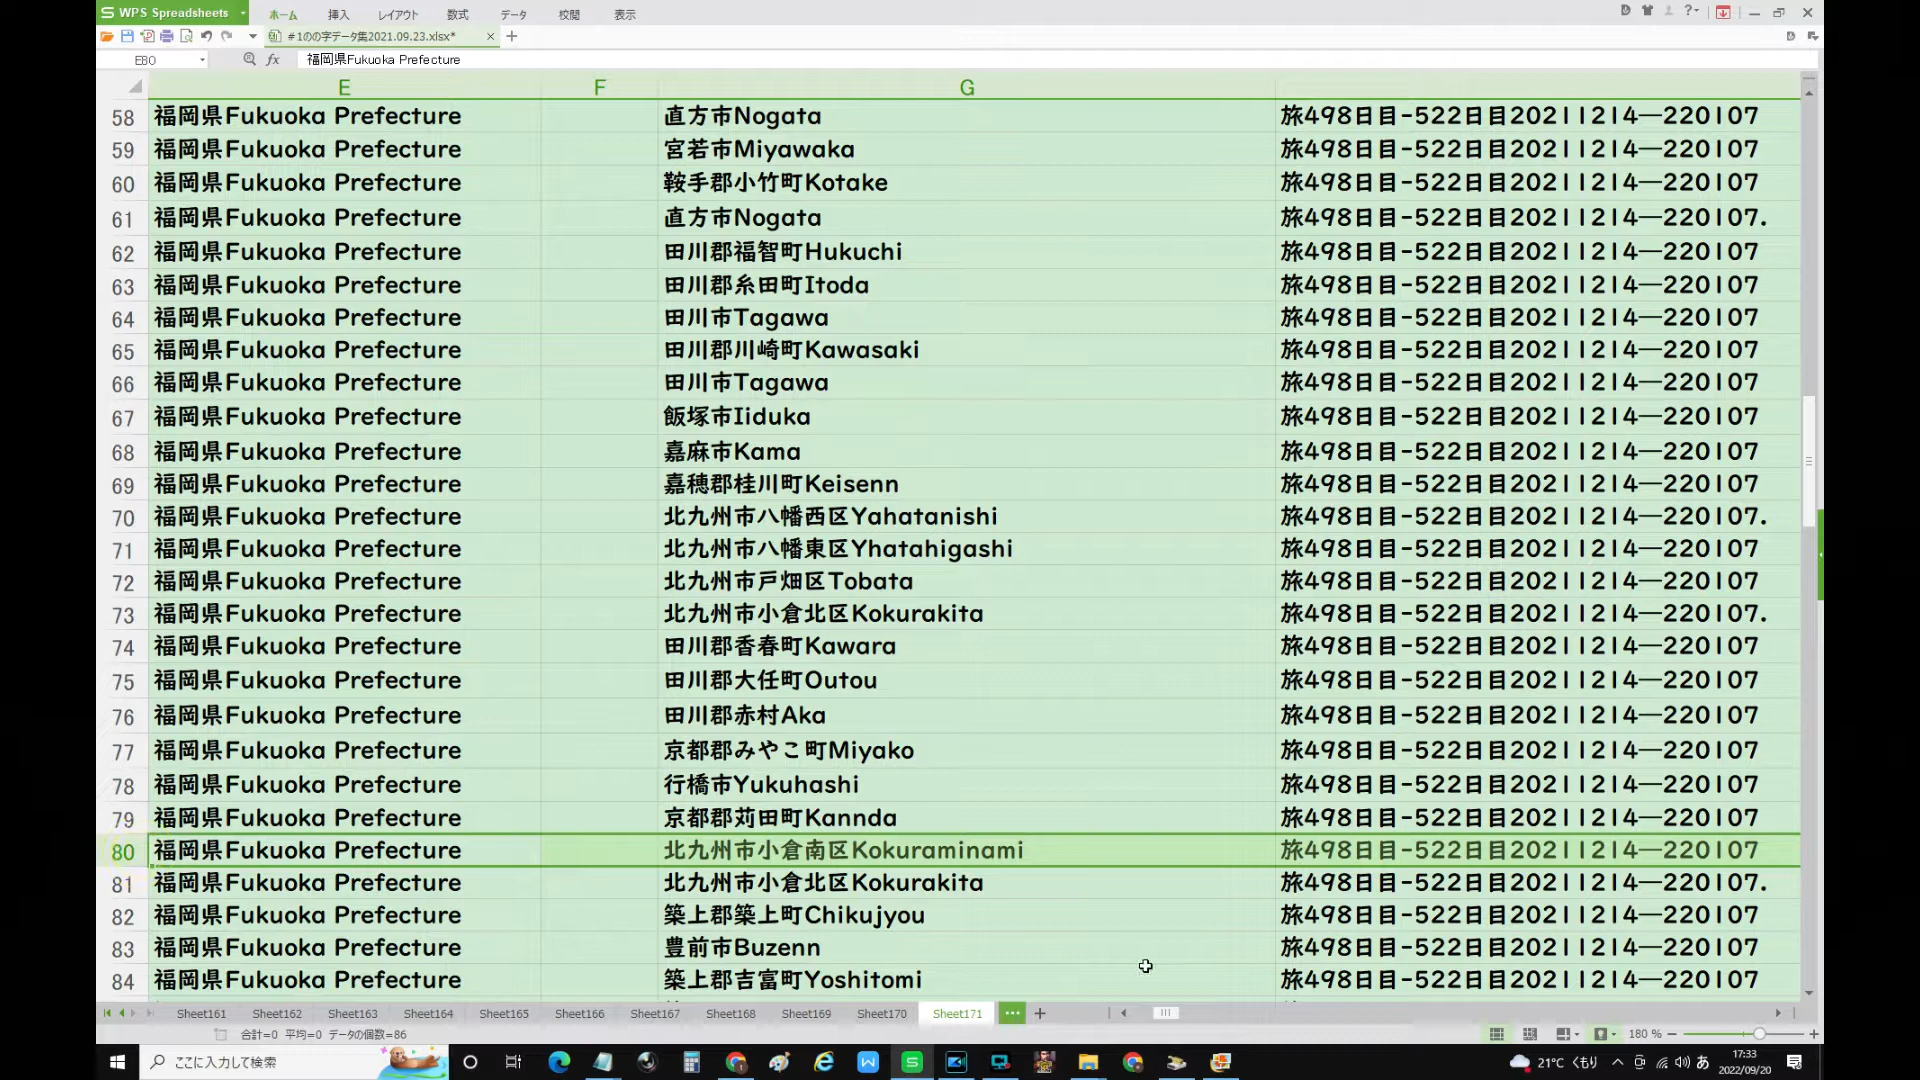 WPS Spreadsheets ホーム 挿入 レイアウト 数式 データ 校閲 表示
#1のの字データ集2021.09.23.xlsx*
E80 fx 福岡県Fukuoka Prefecture
E F G
58 福岡県Fukuoka Prefecture 直方市Nogata 旅498日目-522日目20211214―220107
59 福岡県Fukuoka Prefecture 宮若市Miyawaka 旅498日目-522日目20211214―220107
60 福岡県Fukuoka Prefecture 鞍手郡小竹町Kotake 旅498日目-522日目20211214―220107
61 福岡県Fukuoka Prefecture 直方市Nogata 旅498日目-522日目20211214―220107.
62 福岡県Fukuoka Prefecture 田川郡福智町Hukuchi 旅498日目-522日目20211214―220107
63 福岡県Fukuoka Prefecture 田川郡糸田町Itoda 旅498日目-522日目20211214―220107
64 福岡県Fukuoka Prefecture 田川市Tagawa 旅498日目-522日目20211214―220107
65 福岡県Fukuoka Prefecture 田川郡川崎町Kawasaki 旅498日目-522日目20211214―220107
66 福岡県Fukuoka Prefecture 田川市Tagawa 旅498日目-522日目20211214―220107
67 福岡県Fukuoka Prefecture 飯塚市Iiduka 旅498日目-522日目20211214―220107
68 福岡県Fukuoka Prefecture 嘉麻市Kama 旅498日目-522日目20211214―220107
69 福岡県Fukuoka Prefecture 嘉穂郡桂川町Keisenn 旅498日目-522日目20211214―220107
70 福岡県Fukuoka Prefecture 北九州市八幡西区Yahatanishi 旅498日目-522日目20211214―220107.
71 福岡県Fukuoka Prefecture 北九州市八幡東区Yhatahigashi 旅498日目-522日目20211214―220107
72 福岡県Fukuoka Prefecture 北九州市戸畑区Tobata 旅498日目-522日目20211214―220107
73 福岡県Fukuoka Prefecture 北九州市小倉北区Kokurakita 旅498日目-522日目20211214―220107.
74 福岡県Fukuoka Prefecture 田川郡香春町Kawara 旅498日目-522日目20211214―220107
75 福岡県Fukuoka Prefecture 田川郡大任町Outou 旅498日目-522日目20211214―220107
76 福岡県Fukuoka Prefecture 田川郡赤村Aka 旅498日目-522日目20211214―220107
77 福岡県Fukuoka Prefecture 京都郡みやこ町Miyako 旅498日目-522日目20211214―220107
78 福岡県Fukuoka Prefecture 行橋市Yukuhashi 旅498日目-522日目20211214―220107
79 福岡県Fukuoka Prefecture 京都郡苅田町Kannda 旅498日目-522日目20211214―220107
80 福岡県Fukuoka Prefecture 北九州市小倉南区Kokuraminami 旅498日目-522日目20211214―220107
81 福岡県Fukuoka Prefecture 北九州市小倉北区Kokurakita 旅498日目-522日目20211214―220107.
82 福岡県Fukuoka Prefecture 築上郡築上町Chikujyou 旅498日目-522日目20211214―220107
83 福岡県Fukuoka Prefecture 豊前市Buzenn 旅498日目-522日目20211214―220107
84 福岡県Fukuoka Prefecture 築上郡吉富町Yoshitomi 旅498日目-522日目20211214―220107
Sheet161 Sheet162 Sheet163 Sheet164 Sheet165 Sheet166 Sheet167 Sheet168 Sheet169 Sheet170 Sheet171
合計=0 平均=0 データの個数=86 180 %
ここに入力して検索 21℃ くもり あ 17:33
2022/09/20